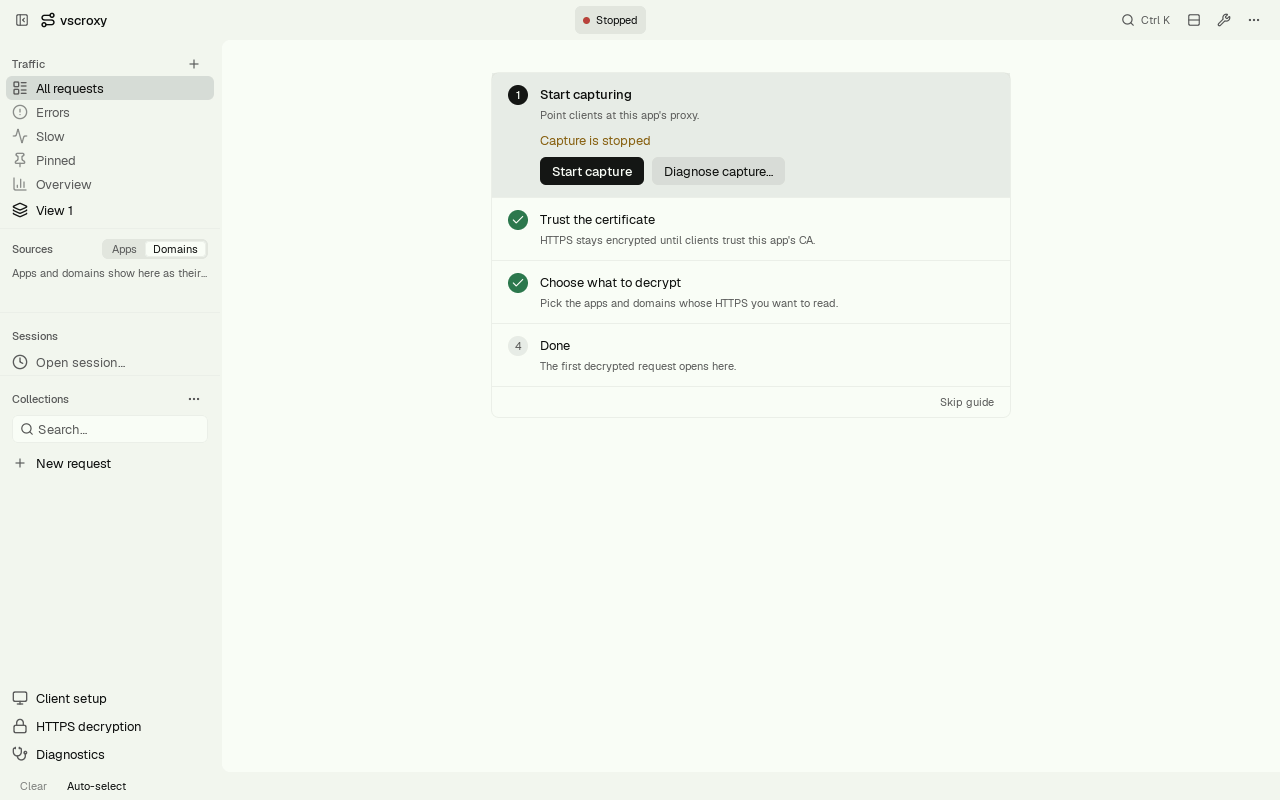 vscroxy
Stopped
Ctrl K
Traffic
All requests
Errors
Slow
Pinned
Overview
View 1
Sources
Apps
Domains
Apps and domains show here as their…
Sessions
Open session…
Collections
Search…
New request
Client setup
HTTPS decryption
Diagnostics
Clear
Auto-select
1
Start capturing
Point clients at this app's proxy.
Capture is stopped
Start capture
Diagnose capture…
Trust the certificate
HTTPS stays encrypted until clients trust this app's CA.
Choose what to decrypt
Pick the apps and domains whose HTTPS you want to read.
4
Done
The first decrypted request opens here.
Skip guide